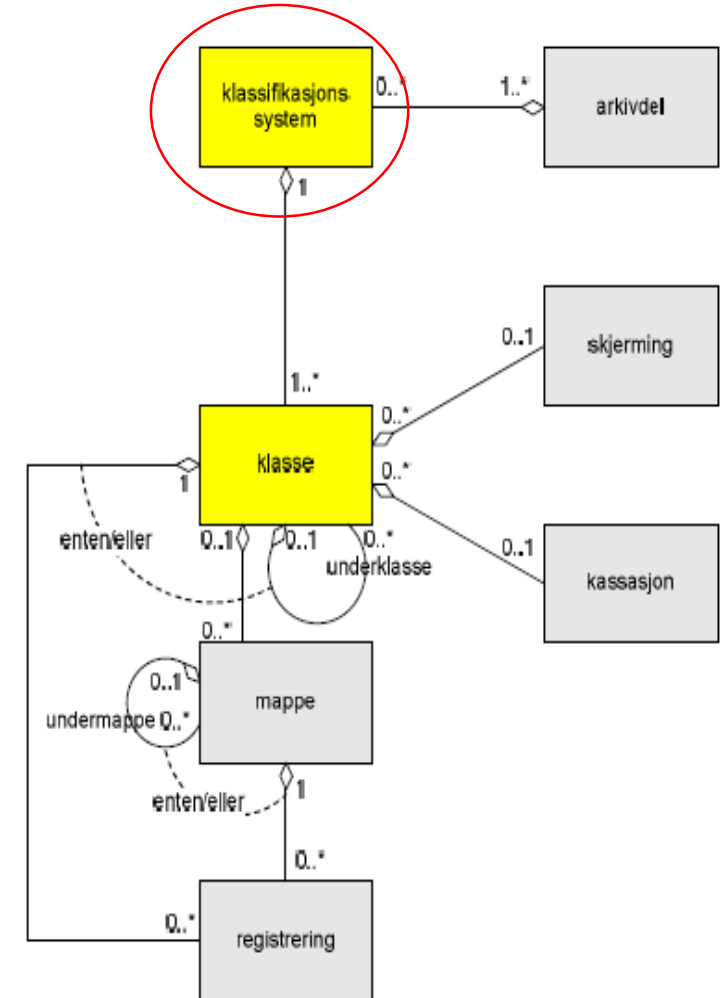 klassifikasjons-
system
0..*
1..*
arkivdel
1
1..*
0..1
skjerming
0..*
klasse
1
0..*
0..1
kassasjon
enten/eller
0..1
0..1
0..*
underklasse
0..*
0..1
mappe
undermappe 0..*
enten/eller
1
0..*
0..*
registrering